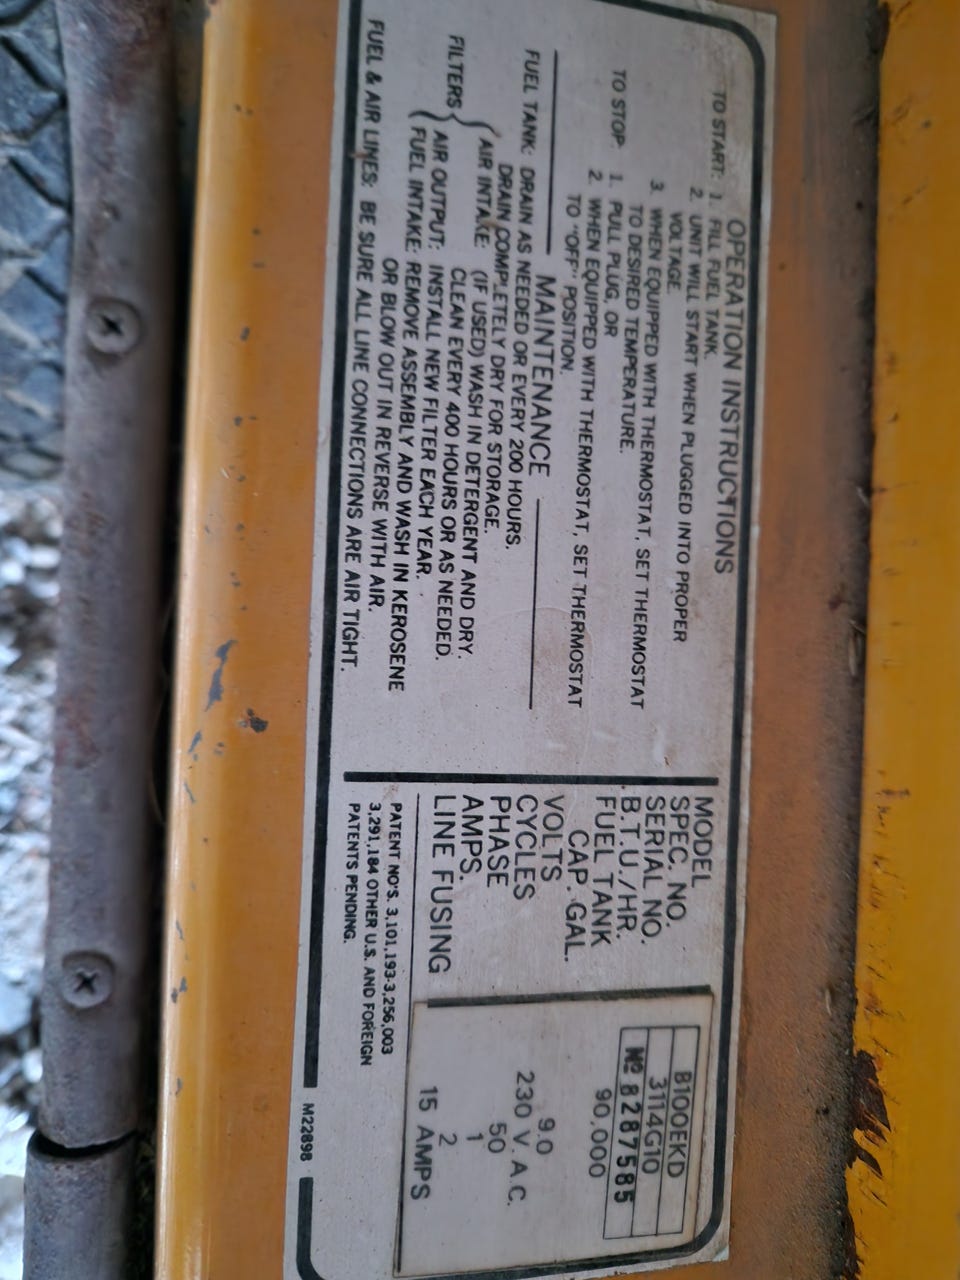 OPERATION INSTRUCTIONS
TO START: 1. FILL FUEL TANK.
2. UNIT WILL START WHEN PLUGGED INTO PROPER
VOLTAGE.
3. WHEN EQUIPPED WITH THERMOSTAT, SET THERMOSTAT
TO DESIRED TEMPERATURE.
TO STOP: 1. PULL PLUG, OR
2. WHEN EQUIPPED WITH THERMOSTAT, SET THERMOSTAT
TO "OFF" POSITION.
MAINTENANCE
FUEL TANK: DRAIN AS NEEDED OR EVERY 200 HOURS.
DRAIN COMPLETELY DRY FOR STORAGE.
FILTERS { AIR INTAKE: (IF USED) WASH IN DETERGENT AND DRY.
CLEAN EVERY 400 HOURS OR AS NEEDED.
AIR OUTPUT: INSTALL NEW FILTER EACH YEAR.
FUEL INTAKE: REMOVE ASSEMBLY AND WASH IN KEROSENE
OR BLOW OUT IN REVERSE WITH AIR.
FUEL & AIR LINES: BE SURE ALL LINE CONNECTIONS ARE AIR TIGHT.
MODEL B100EKD
SPEC. NO. 3114G10
SERIAL NO. Nº 8287585
B.T.U./HR. 90,000
FUEL TANK
CAP. GAL. 9.0
VOLTS 230 V. A.C.
CYCLES 50
PHASE 1
AMPS. 2
LINE FUSING 15 AMPS
PATENT NO'S. 3,101,193-3,256,003
3,291,184 OTHER U.S. AND FOREIGN
PATENTS PENDING.
M22898